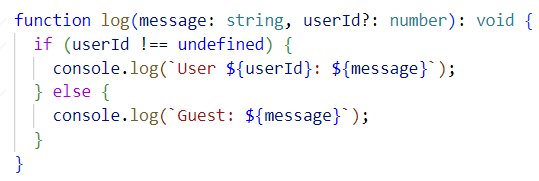 function log(message: string, userId?: number): void {
  if (userId !== undefined) {
    console.log(`User ${userId}: ${message}`);
  } else {
    console.log(`Guest: ${message}`);
  }
}